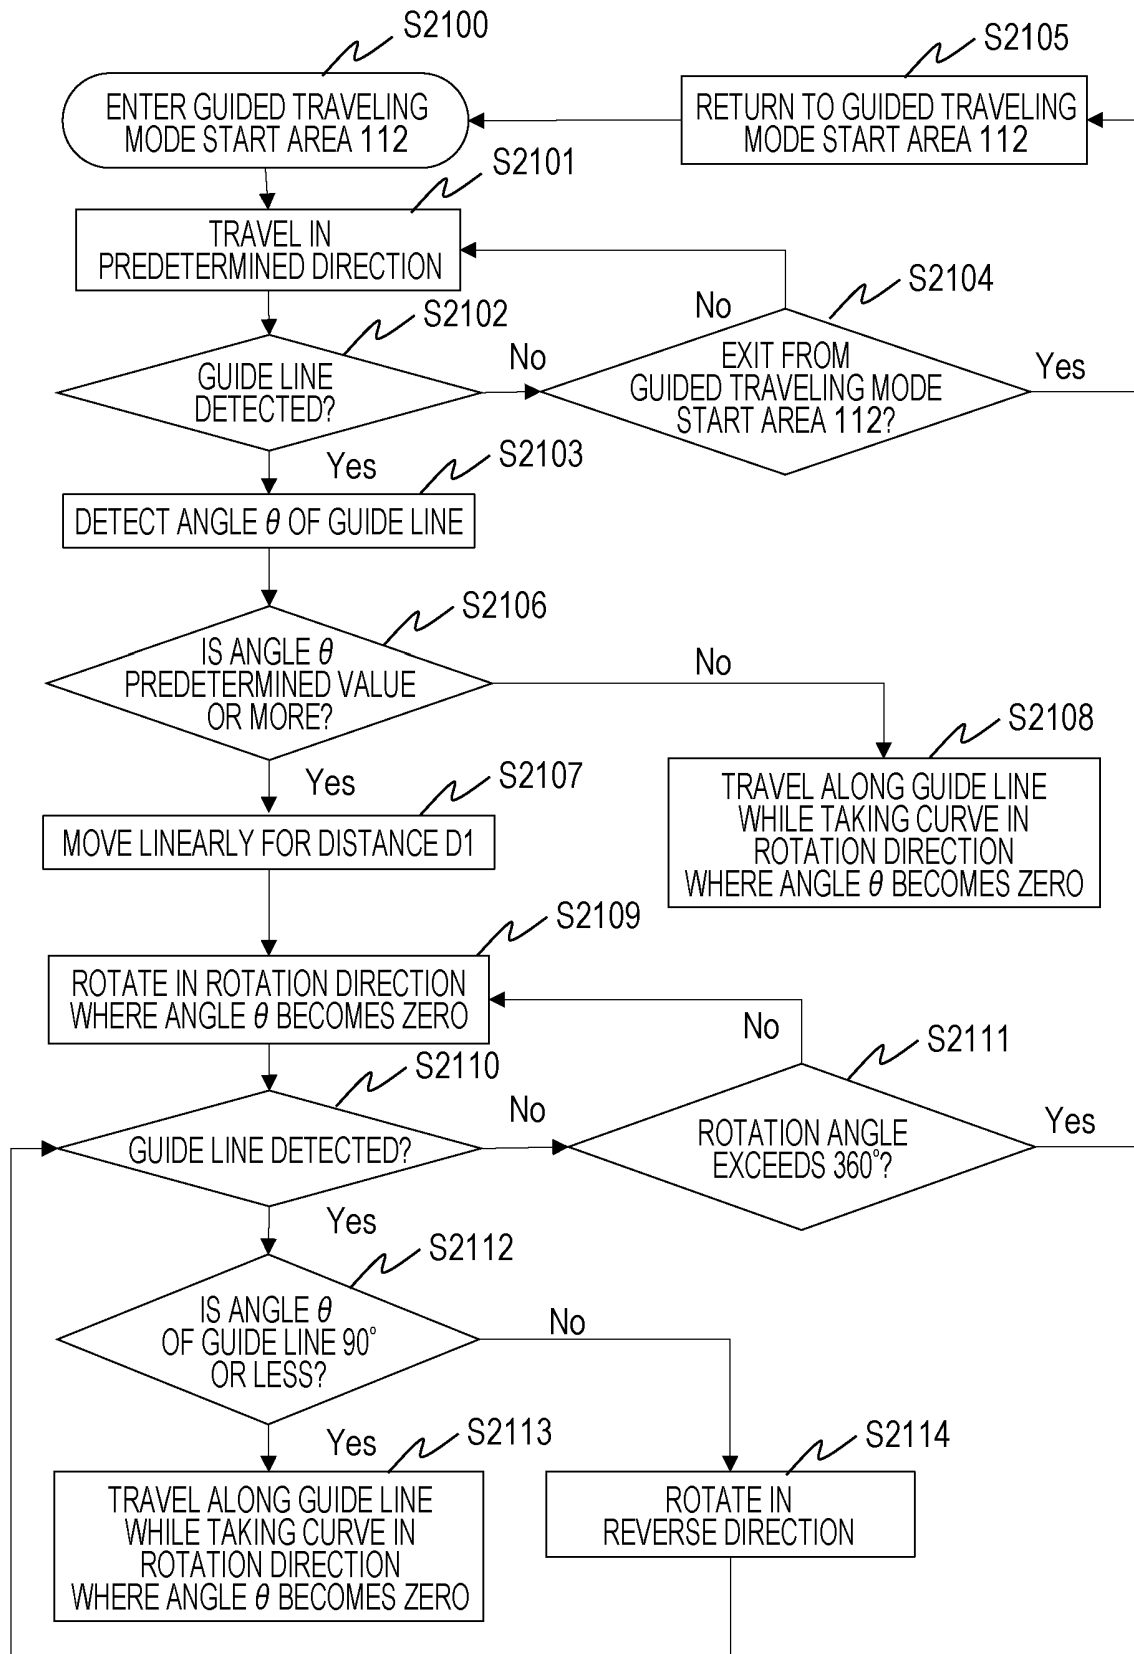 S2100
ENTER GUIDED TRAVELING
MODE START AREA 112
S2105
RETURN TO GUIDED TRAVELING
MODE START AREA 112
S2101
TRAVEL IN
PREDETERMINED DIRECTION
S2102
GUIDE LINE
DETECTED?
No
S2104
No
EXIT FROM
GUIDED TRAVELING MODE
START AREA 112?
Yes
Yes
S2103
DETECT ANGLE θ OF GUIDE LINE
S2106
IS ANGLE θ
PREDETERMINED VALUE
OR MORE?
No
Yes
S2107
MOVE LINEARLY FOR DISTANCE D1
S2108
TRAVEL ALONG GUIDE LINE
WHILE TAKING CURVE IN
ROTATION DIRECTION
WHERE ANGLE θ BECOMES ZERO
S2109
ROTATE IN ROTATION DIRECTION
WHERE ANGLE θ BECOMES ZERO
S2110
GUIDE LINE DETECTED?
No
No
S2111
ROTATION ANGLE
EXCEEDS 360°?
Yes
Yes
S2112
IS ANGLE θ
OF GUIDE LINE 90°
OR LESS?
No
Yes
S2113
TRAVEL ALONG GUIDE LINE
WHILE TAKING CURVE IN
ROTATION DIRECTION
WHERE ANGLE θ BECOMES ZERO
S2114
ROTATE IN
REVERSE DIRECTION